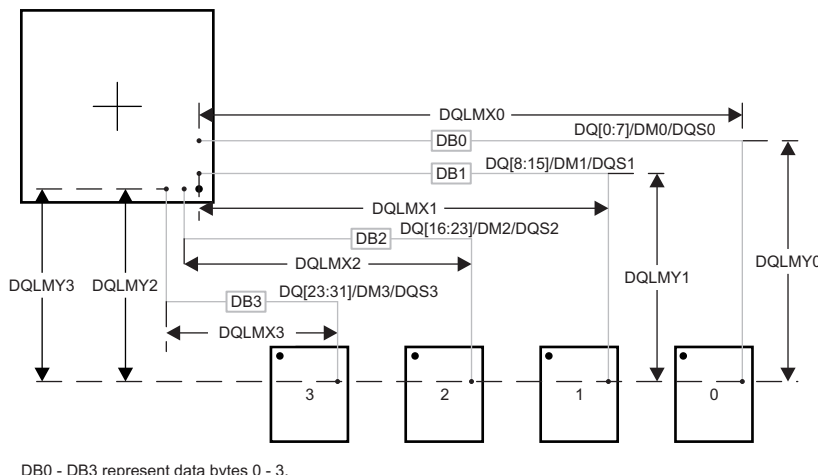 DQLMX0
DQ[0:7]/DM0/DQS0
DB0
DQ[8:15]/DM1/DQS1
DB1
DQLMX1
DQ[16:23]/DM2/DQS2
DB2
DQLMX2
DQLMY3
DQLMY2
DQLMY1
DQLMY0
DQ[23:31]/DM3/DQS3
DB3
DQLMX3
3
2
1
0
DB0 - DB3 represent data bytes 0 - 3.